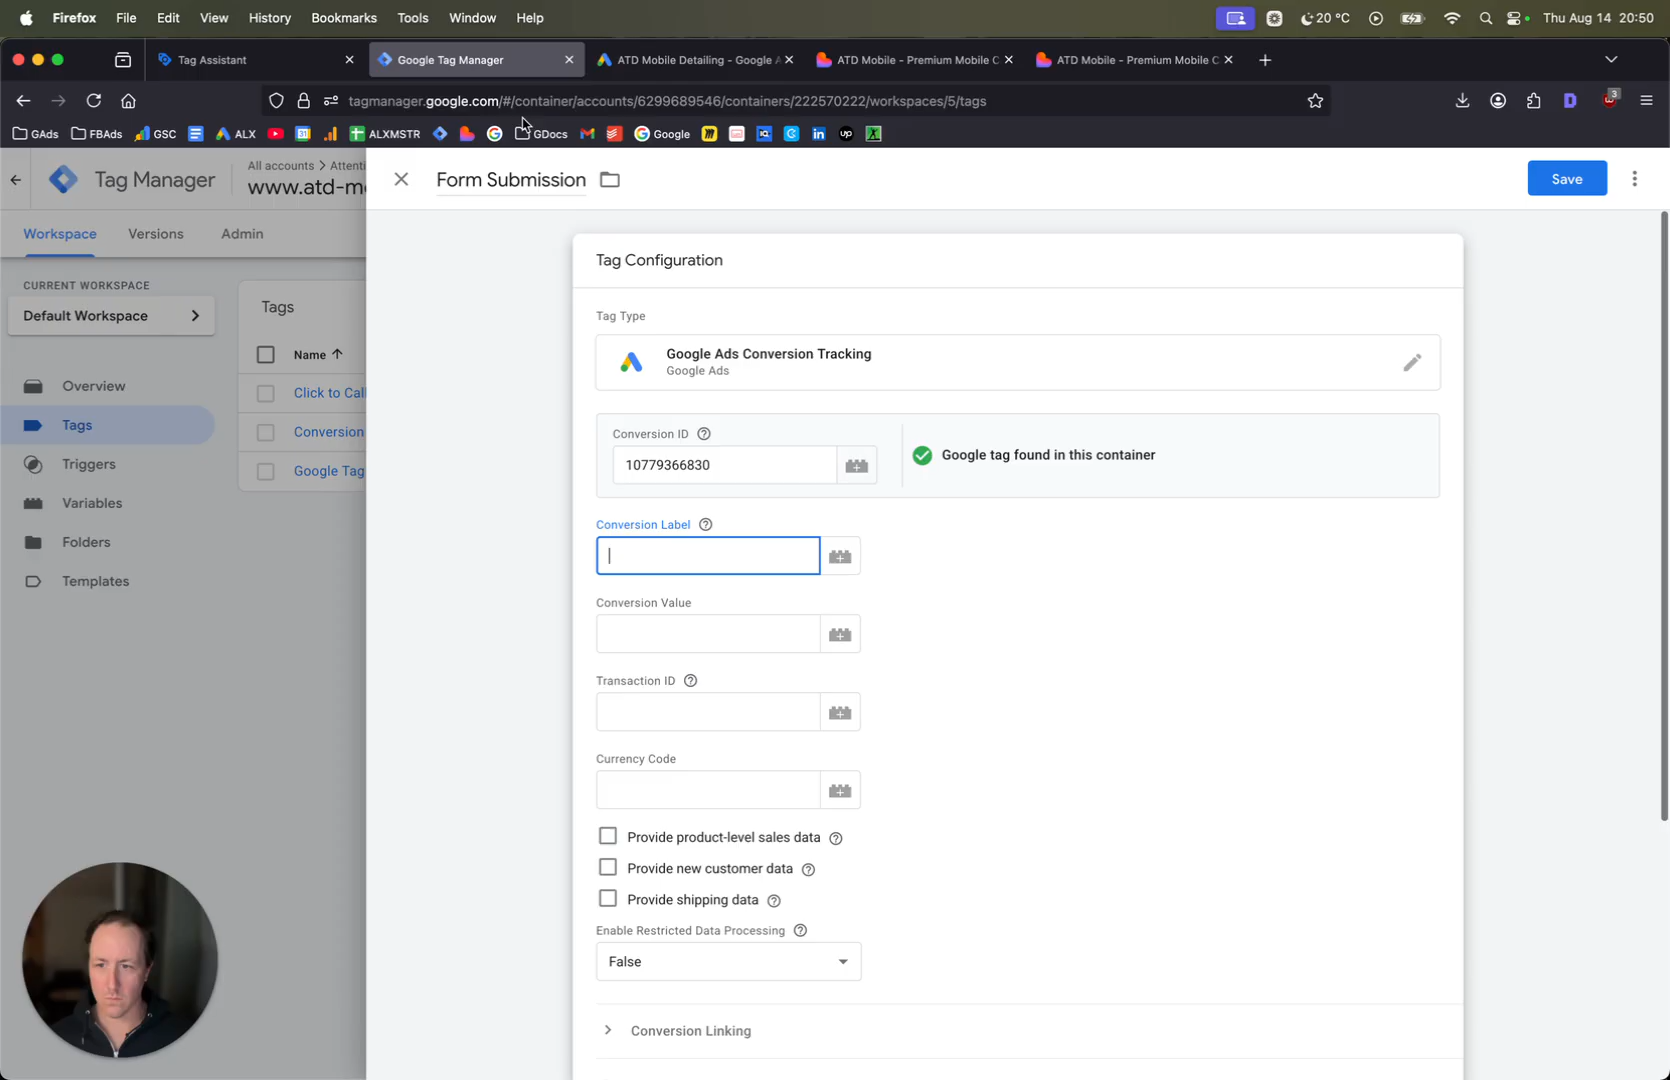 Firefox File Edit View History Bookmarks Tools Window Help 20 °C Thu Aug 14 20:50
Tag Assistant
Google Tag Manager
ATD Mobile Detailing - Google A
ATD Mobile - Premium Mobile C
ATD Mobile - Premium Mobile C
tagmanager.google.com/#/container/accounts/6299689546/containers/222570222/workspaces/5/tags
3
GAds FBAds GSC ALX ALXMSTR GDocs Google
Tag Manager
All accounts > Attenti
www.atd-m
Form Submission
Save
Workspace Versions Admin
CURRENT WORKSPACE
Default Workspace
Overview
Tags
Triggers
Variables
Folders
Templates
Tags
Name
Click to Cal
Conversion
Google Tag
Tag Configuration
Tag Type
Google Ads Conversion Tracking
Google Ads
Conversion ID
10779366830
Google tag found in this container
Conversion Label
Conversion Value
Transaction ID
Currency Code
Provide product-level sales data
Provide new customer data
Provide shipping data
Enable Restricted Data Processing
False
Conversion Linking